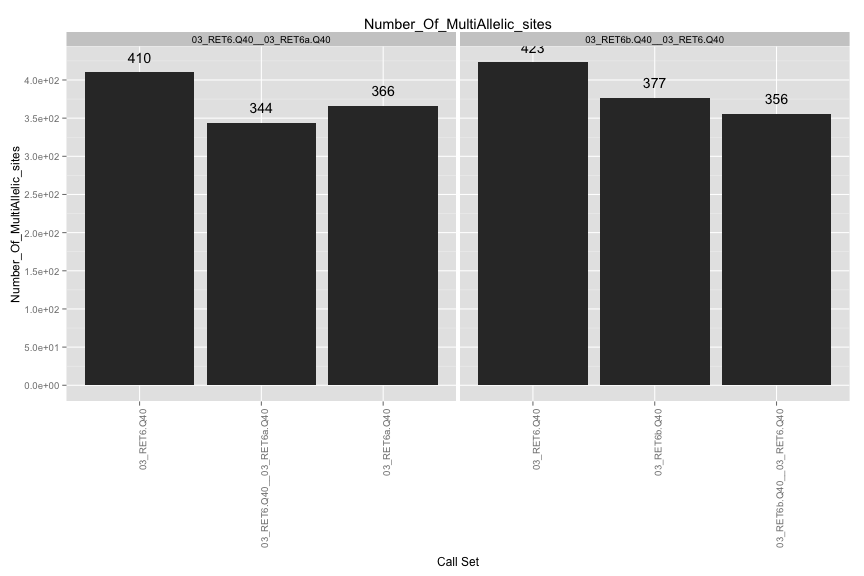 Number_Of_MultiAllelic_sites
03_RET6.Q40__03_RET6a.Q40
03_RET6b.Q40__03_RET6.Q40
410
344
366
423
377
356
Number_Of_MultiAllelic_sites
4.0e+02
3.5e+02
3.0e+02
2.5e+02
2.0e+02
1.5e+02
1.0e+02
5.0e+01
0.0e+00
03_RET6.Q40
03_RET6.Q40__03_RET6a.Q40
03_RET6a.Q40
03_RET6.Q40
03_RET6b.Q40
03_RET6b.Q40__03_RET6.Q40
Call Set